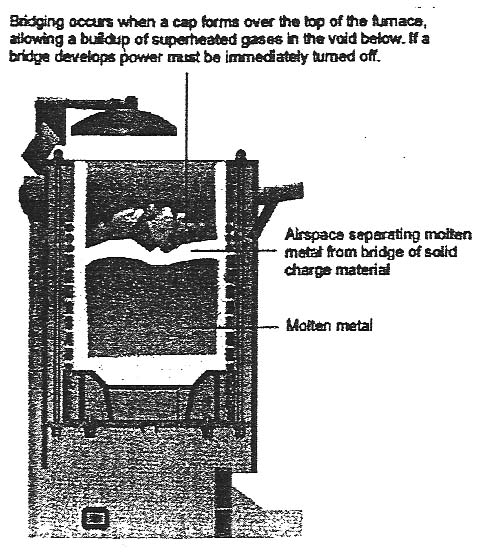 Bridging occurs when a cap forms over the top of the furnace,
allowing a buildup of superheated gases in the void below. If a
bridge develops power must be immediately turned off.
Airspace separating molten
metal from bridge of solid
charge material
Molten metal